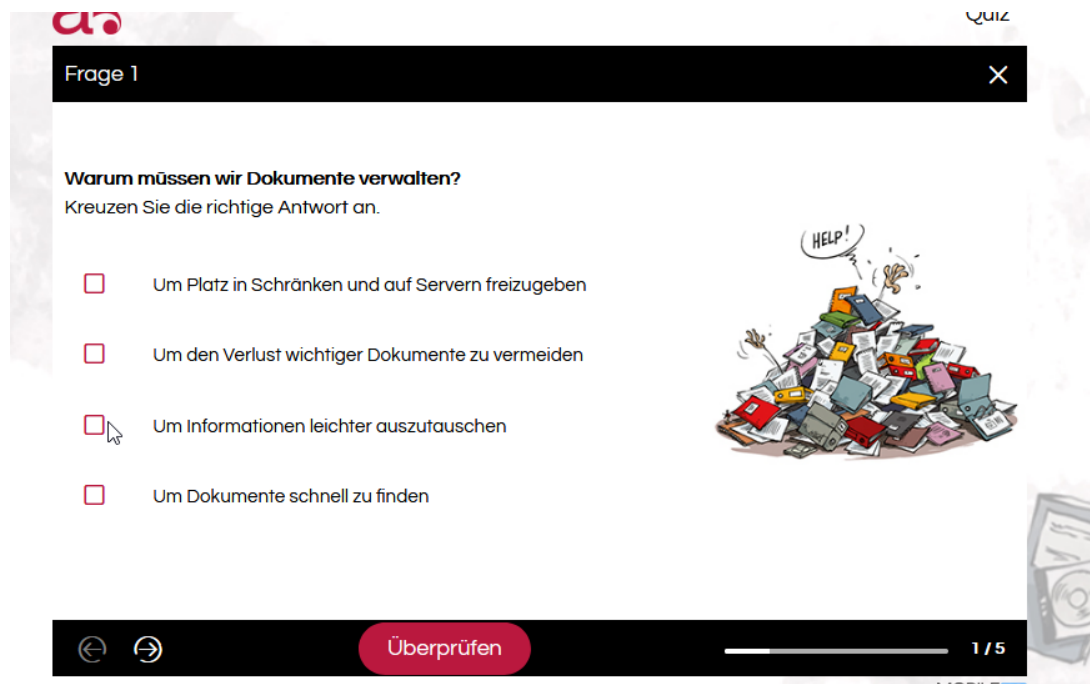 Quiz
Frage 1
Warum müssen wir Dokumente verwalten?
Kreuzen Sie die richtige Antwort an.
HELP!
Um Platz in Schränken und auf Servern freizugeben
Um den Verlust wichtiger Dokumente zu vermeiden
Um Informationen leichter auszutauschen
Um Dokumente schnell zu finden
Überprüfen
1 / 5